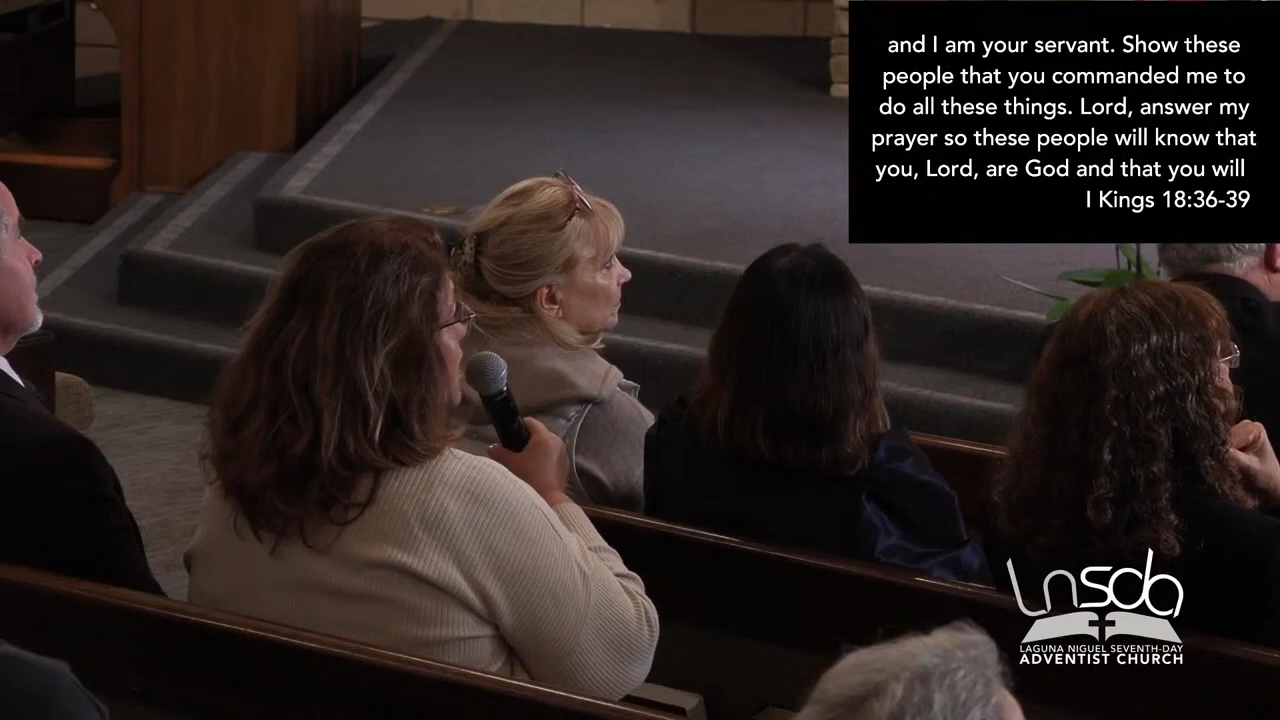 and I am your servant. Show these
people that you commanded me to
do all these things. Lord, answer my
prayer so these people will know that
you, Lord, are God and that you will
I Kings 18:36-39
Lnsda
LAGUNA NIGUEL SEVENTH-DAY
ADVENTIST CHURCH